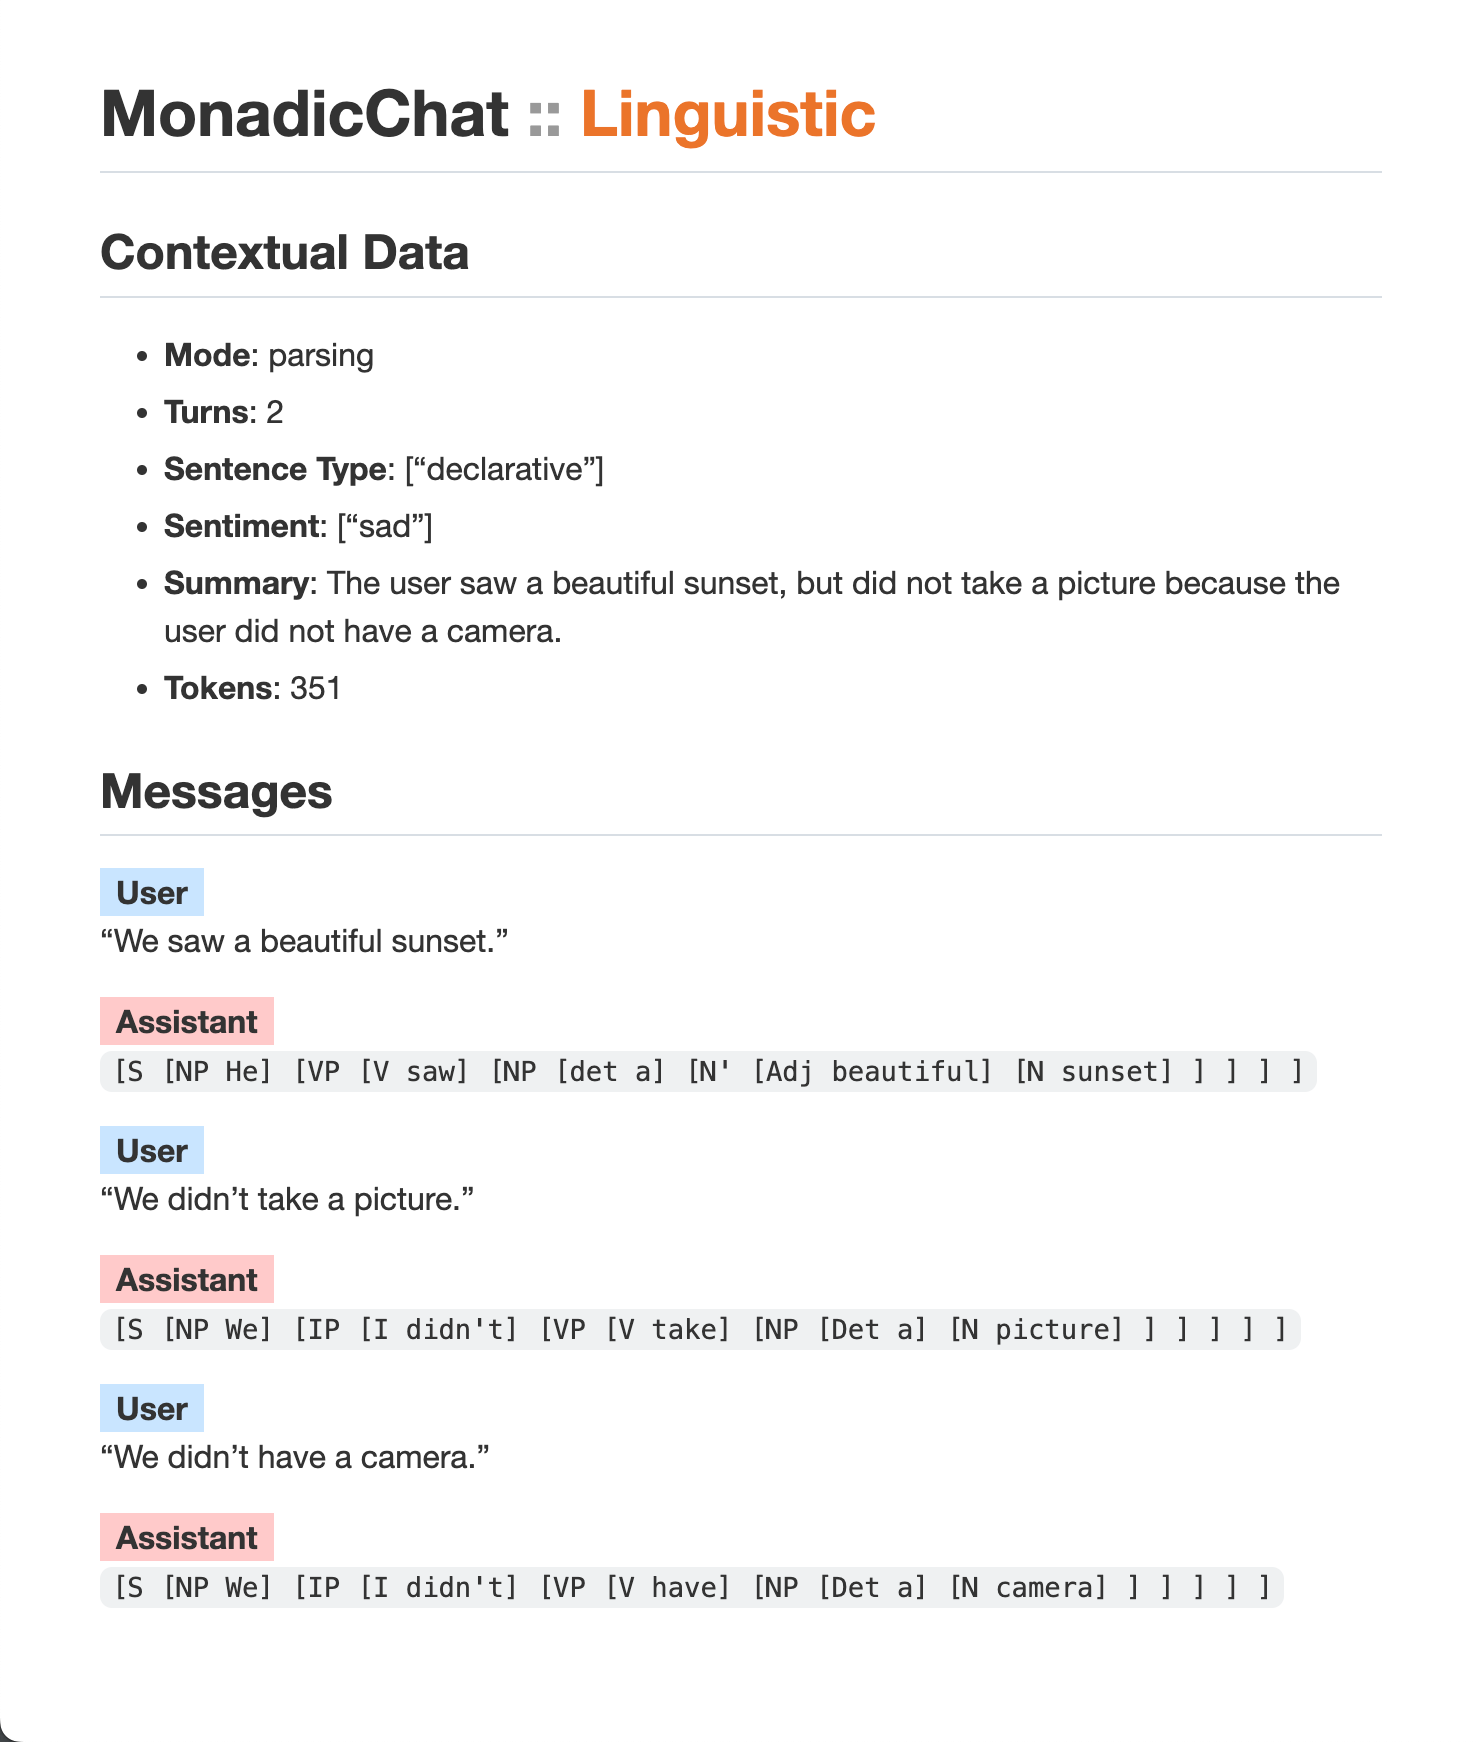 MonadicChat :: Linguistic
Contextual Data
• Mode: parsing
• Turns: 2
• Sentence Type: [“declarative”]
• Sentiment: [“sad”]
• Summary: The user saw a beautiful sunset, but did not take a picture because the
user did not have a camera.
• Tokens: 351
Messages
User
“We saw a beautiful sunset.”
Assistant
[S [NP He] [VP [V saw] [NP [det a] [N' [Adj beautiful] [N sunset] ] ] ] ]
User
“We didn’t take a picture.”
Assistant
[S [NP We] [IP [I didn't] [VP [V take] [NP [Det a] [N picture] ] ] ] ] ]
User
“We didn’t have a camera.”
Assistant
[S [NP We] [IP [I didn't] [VP [V have] [NP [Det a] [N camera] ] ] ] ] ]